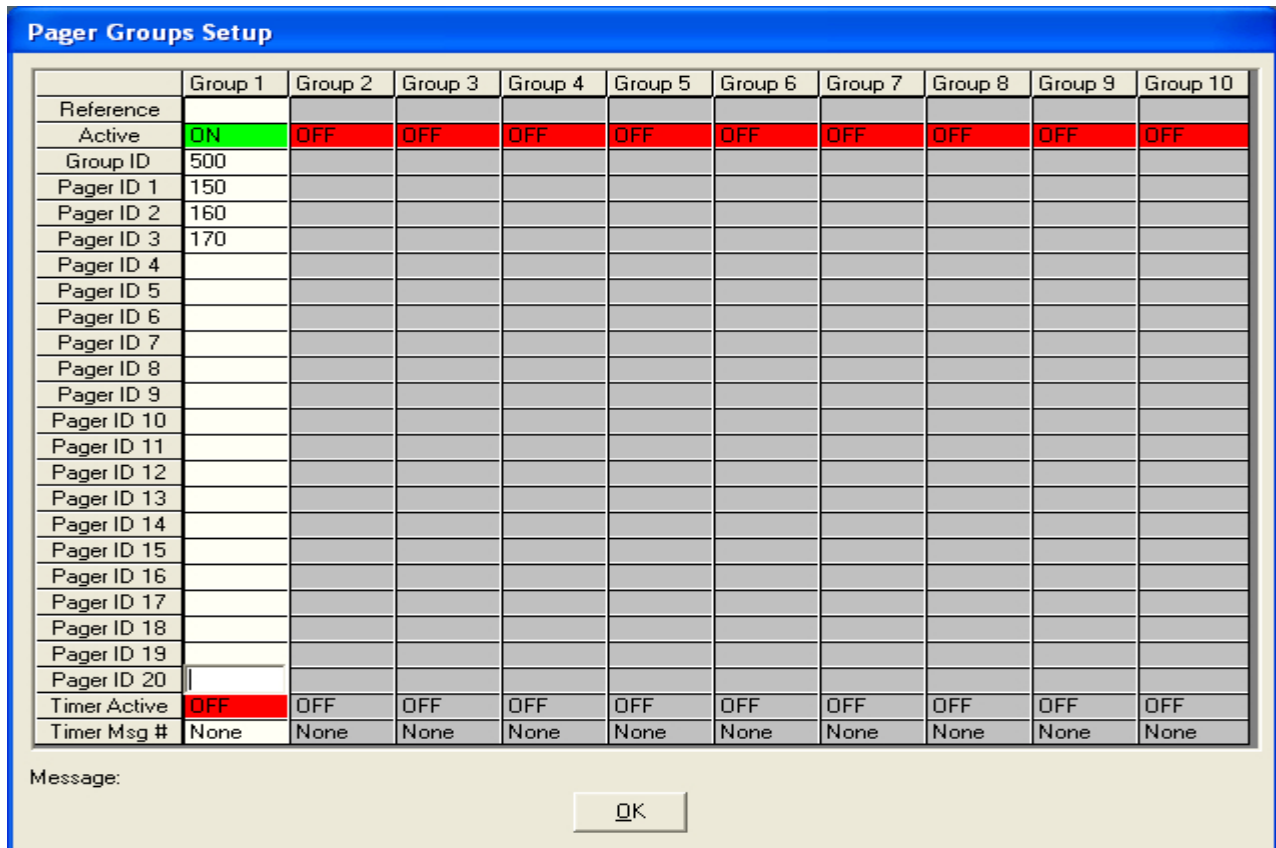 Pager Groups Setup
Group 1 Group 2 Group 3 Group 4 Group 5 Group 6 Group 7 Group 8 Group 9 Group 10
Reference
Active ON OFF OFF OFF OFF OFF OFF OFF OFF OFF
Group ID 500
Pager ID 1 150
Pager ID 2 160
Pager ID 3 170
Pager ID 4
Pager ID 5
Pager ID 6
Pager ID 7
Pager ID 8
Pager ID 9
Pager ID 10
Pager ID 11
Pager ID 12
Pager ID 13
Pager ID 14
Pager ID 15
Pager ID 16
Pager ID 17
Pager ID 18
Pager ID 19
Pager ID 20
Timer Active OFF OFF OFF OFF OFF OFF OFF OFF OFF OFF
Timer Msg # None None None None None None None None None None
Message:
OK